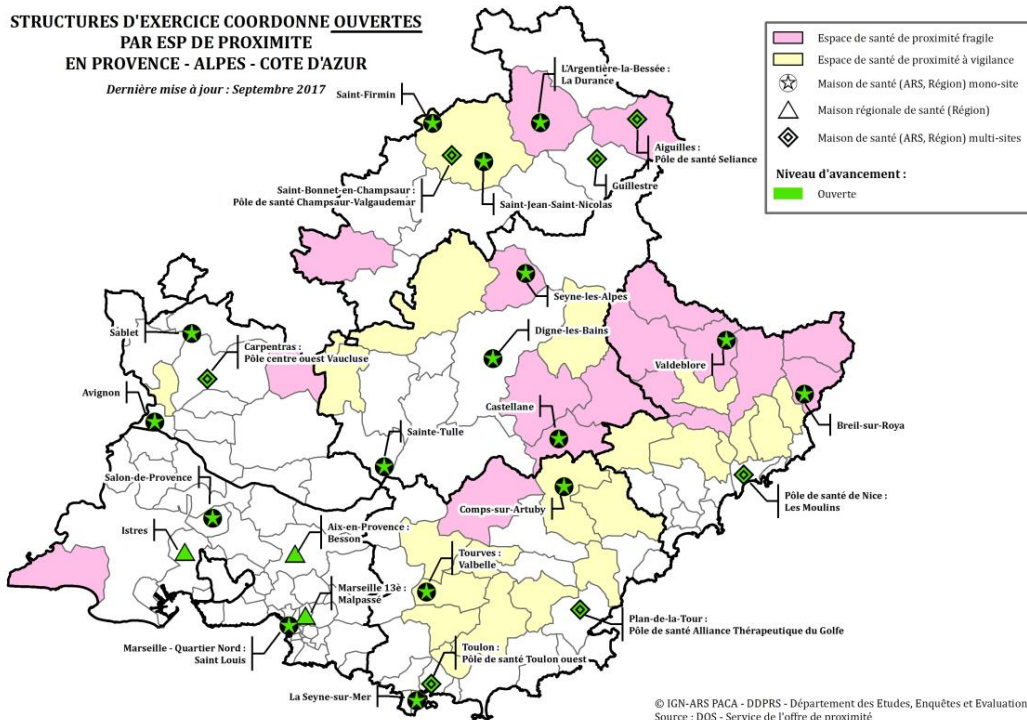 STRUCTURES D'EXERCICE COORDONNE OUVERTES
PAR ESP DE PROXIMITE
EN PROVENCE - ALPES - COTE D'AZUR
Dernière mise à jour : Septembre 2017
Espace de santé de proximité fragile
Espace de santé de proximité à vigilance
Maison de santé (ARS, Région) mono-site
Maison régionale de santé (Région)
Maison de santé (ARS, Région) multi-sites
Niveau d'avancement :
Ouverte
Saint-Firmin
L'Argentière-la-Bessée :
La Durance
Aiguilles :
Pôle de santé Seliance
Guillestre
Saint-Bonnet-en-Champsaur :
Pôle de santé Champsaur-Valgaudemar
Saint-Jean-Saint-Nicolas
Seyne-les-Alpes
Sablet
Digne-les-Bains
Carpentras :
Pôle centre ouest Vaucluse
Valdeblore
Avignon
Castellane
Breil-sur-Roya
Sainte-Tulle
Salon-de-Provence
Comps-sur-Artuby
Pôle de santé de Nice :
Les Moulins
Istres
Aix-en-Provence :
Besson
Tourves :
Valbelle
Marseille 13è :
Malpassé
Plan-de-la-Tour :
Pôle de santé Alliance Thérapeutique du Golfe
Marseille - Quartier Nord :
Saint Louis
Toulon :
Pôle de santé Toulon ouest
La Seyne-sur-Mer
© IGN-ARS PACA - DDPRS - Département des Etudes, Enquêtes et Evaluation
Source : DOS - Service de l'offre de proximité